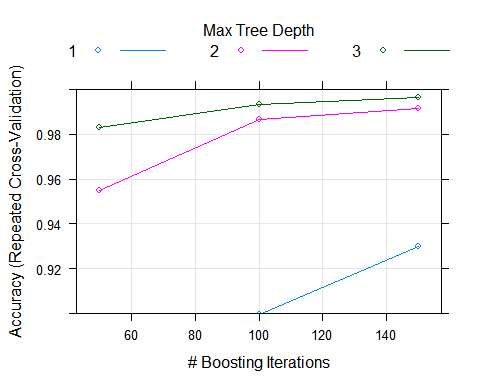 Max Tree Depth
1 2 3
Accuracy (Repeated Cross-Validation)
0.98
0.96
0.94
0.92
60 80 100 120 140
# Boosting Iterations